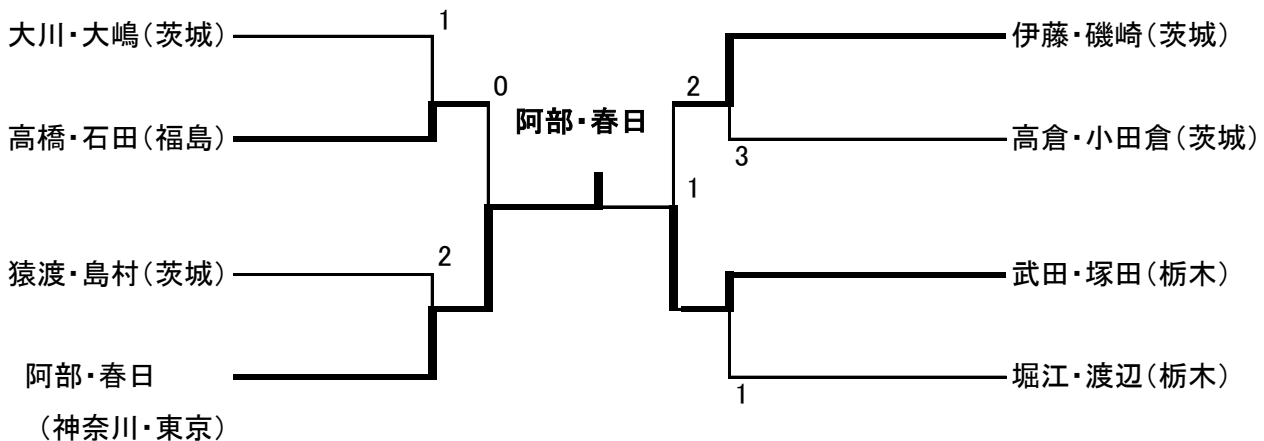 大川・大嶋(茨城)
1
伊藤・磯崎(茨城)
0
2
阿部・春日
高橋・石田(福島)
高倉・小田倉(茨城)
3
1
猿渡・島村(茨城)
2
武田・塚田(栃木)
阿部・春日
堀江・渡辺(栃木)
1
(神奈川・東京)